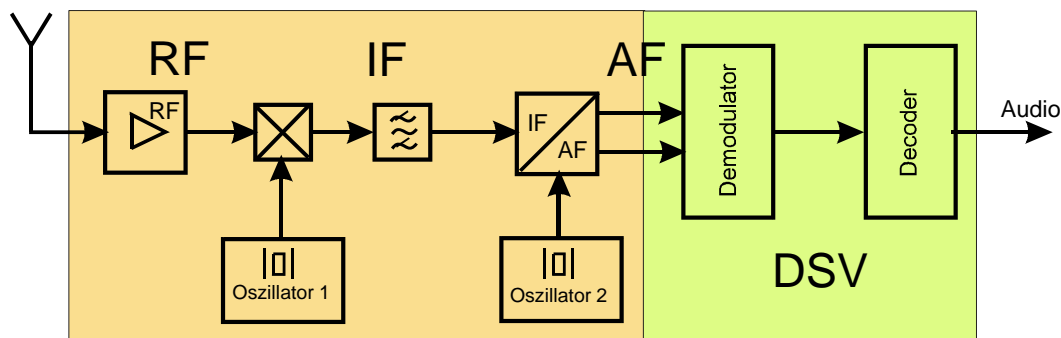 RF
IF
AF
RF
IF
AF
Demodulator
Decoder
Audio
Oszillator 1
Oszillator 2
DSV